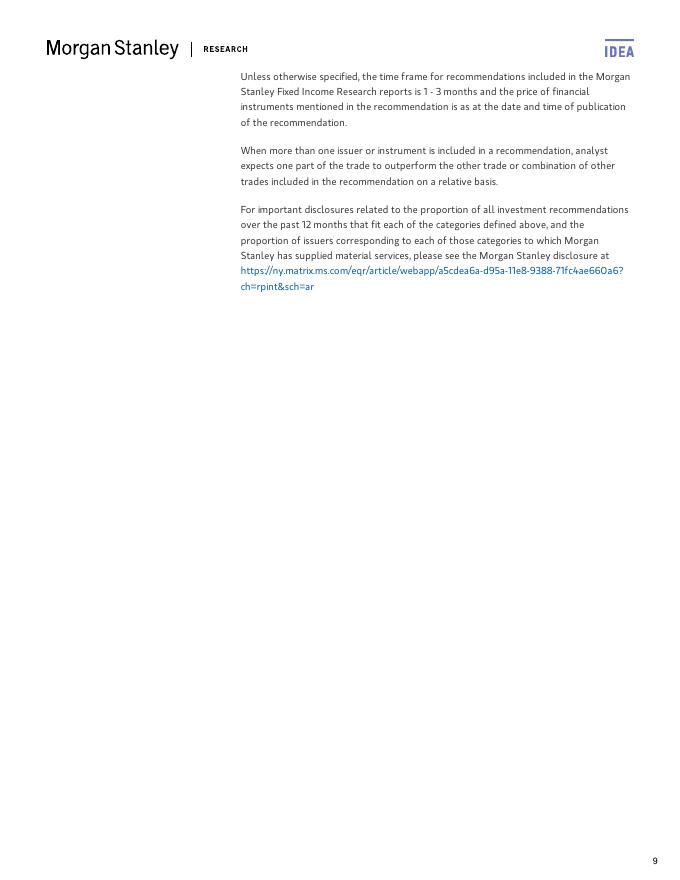 Morgan Stanley | RESEARCH
IDEA
Unless otherwise specified, the time frame for recommendations included in the Morgan
Stanley Fixed Income Research reports is 1 - 3 months and the price of financial
instruments mentioned in the recommendation is as at the date and time of publication
of the recommendation.
When more than one issuer or instrument is included in a recommendation, analyst
expects one part of the trade to outperform the other trade or combination of other
trades included in the recommendation on a relative basis.
For important disclosures related to the proportion of all investment recommendations
over the past 12 months that fit each of the categories defined above, and the
proportion of issuers corresponding to each of those categories to which Morgan
Stanley has supplied material services, please see the Morgan Stanley disclosure at
https://ny.matrix.ms.com/eqr/article/webapp/a5cdea6a-d95a-11e8-9388-71fc4ae660a6?
ch=rpint&sch=ar
9